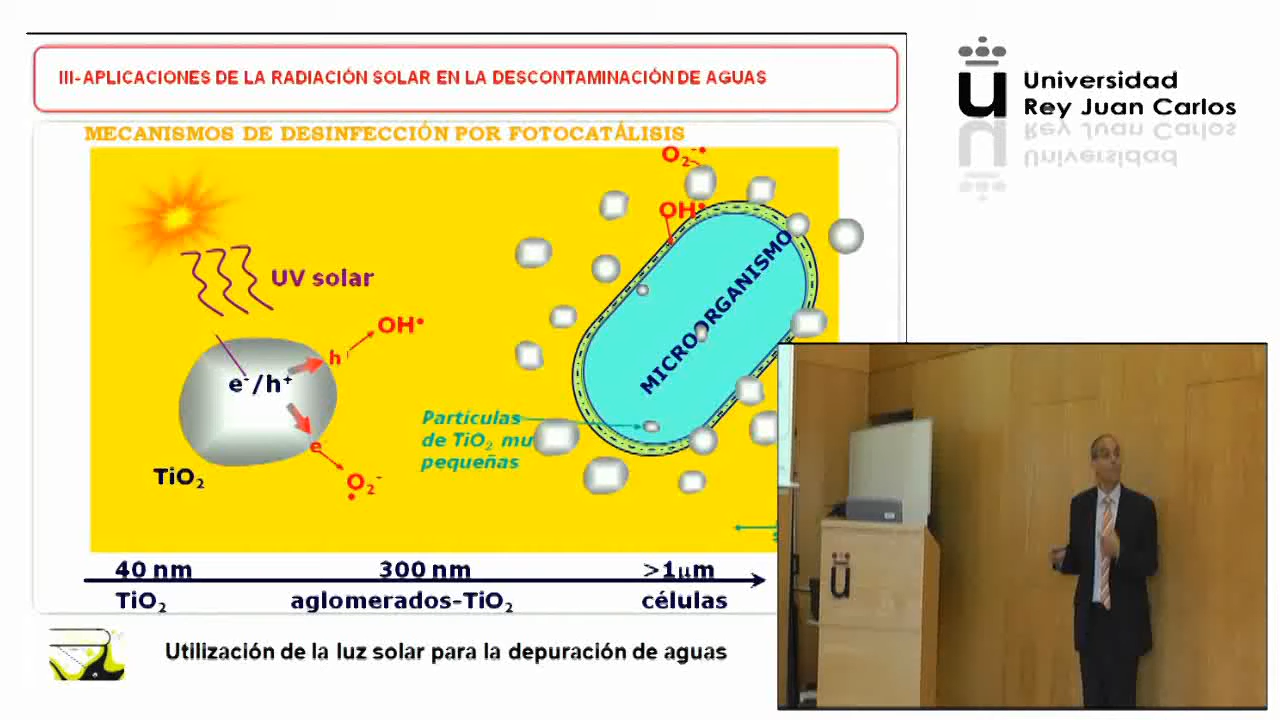 III-APLICACIONES DE LA RADIACIÓN SOLAR EN LA DESCONTAMINACIÓN DE AGUAS
Universidad
Rey Juan Carlos
MECANISMOS DE DESINFECCIÓN POR FOTOCATÁLISIS
O₂⁻•
OH•
UV solar
MICROORGANISMO
OH•
h⁺
e⁻/h⁺
Partículas
de TiO₂ mu
pequeñas
e⁻
TiO₂
•O₂⁻
40 nm
300 nm
>1µm
TiO₂
aglomerados-TiO₂
células
Utilización de la luz solar para la depuración de aguas